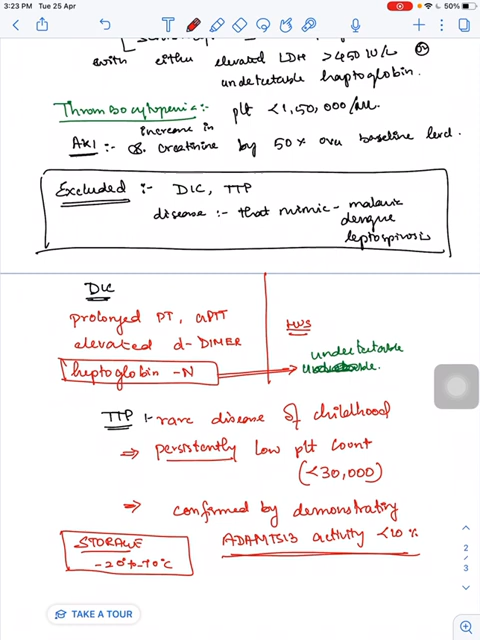 3:23 PM Tue 25 Apr
50%
with either elevated LDH >450 IU/L
undetectable haptoglobin.
Thrombocytopenia:- plt <1,50,000/
increase in
AKI :- creatinine by 50% over baseline level.
Excluded :- DIC, TTP
disease :- that mimic - malaria
dengue
leptospirosis
DIC
prolonged PT, aPTT
elevated d-DIMER
heptoglobin -N
HUS
undetectable
TTP :- rare disease of childhood
⇒ persistently low plt count
(<30,000)
⇒ confirmed by demonstrating
ADAMTS13 activity <10%
STORAGE
-20° to -70°C
2
/
3
TAKE A TOUR